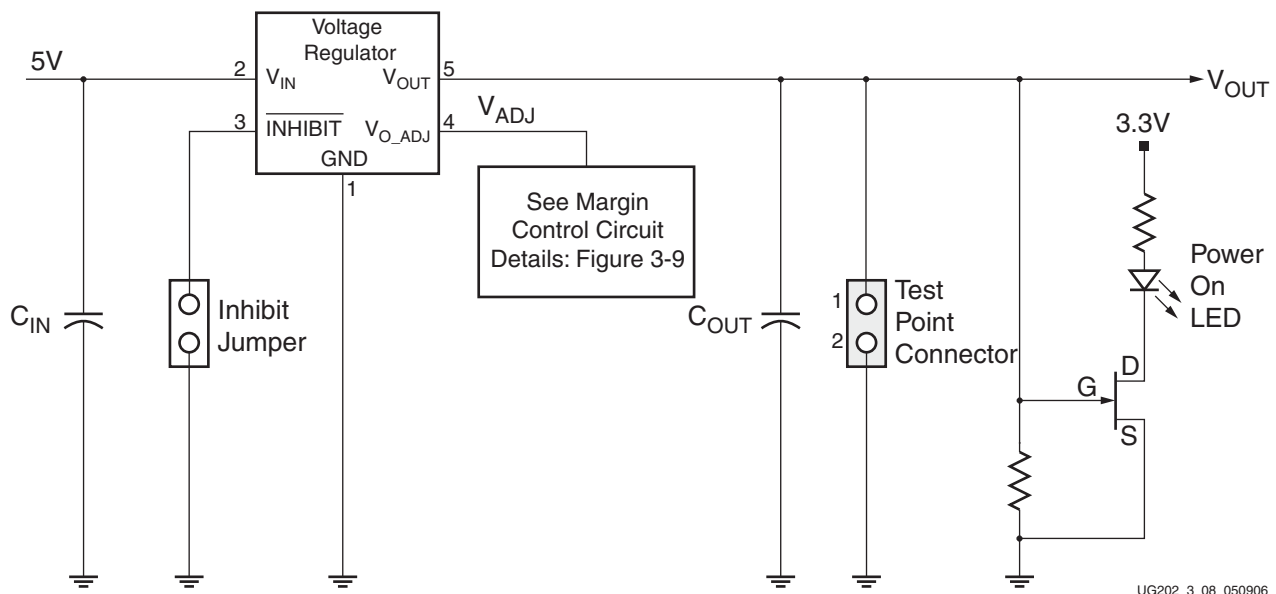 Voltage
Regulator
5V
2
V_IN
V_OUT
5
V_OUT
3
INHIBIT
V_O_ADJ
4
V_ADJ
GND
1
3.3V
See Margin
Control Circuit
Details: Figure 3-9
Power
On
LED
C_IN
Inhibit
Jumper
C_OUT
1
2
Test
Point
Connector
D
G
S
UG202_3_08_050906